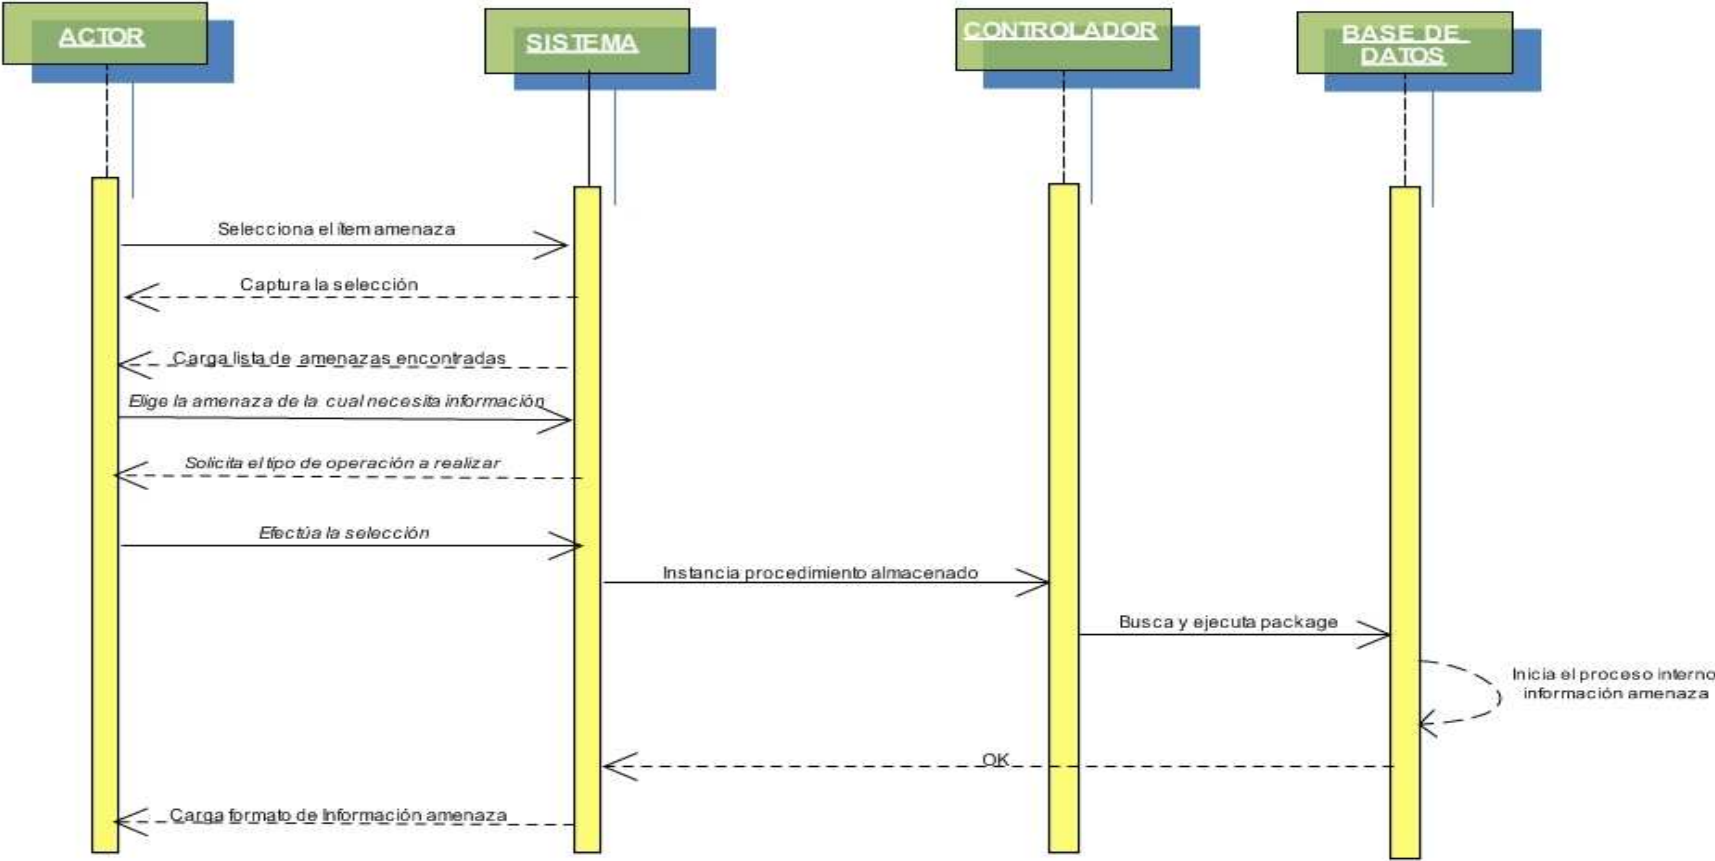 ACTOR
SISTEMA
CONTROLADOR
BASE DE
DATOS
Selecciona el ítem amenaza
Captura la selección
Carga lista de amenazas encontradas
Elige la amenaza de la cual necesita información
Solicita el tipo de operación a realizar
Efectúa la selección
Instancia procedimiento almacenado
Busca y ejecuta package
Inicia el proceso interno
información amenaza
OK
Carga formato de Información amenaza